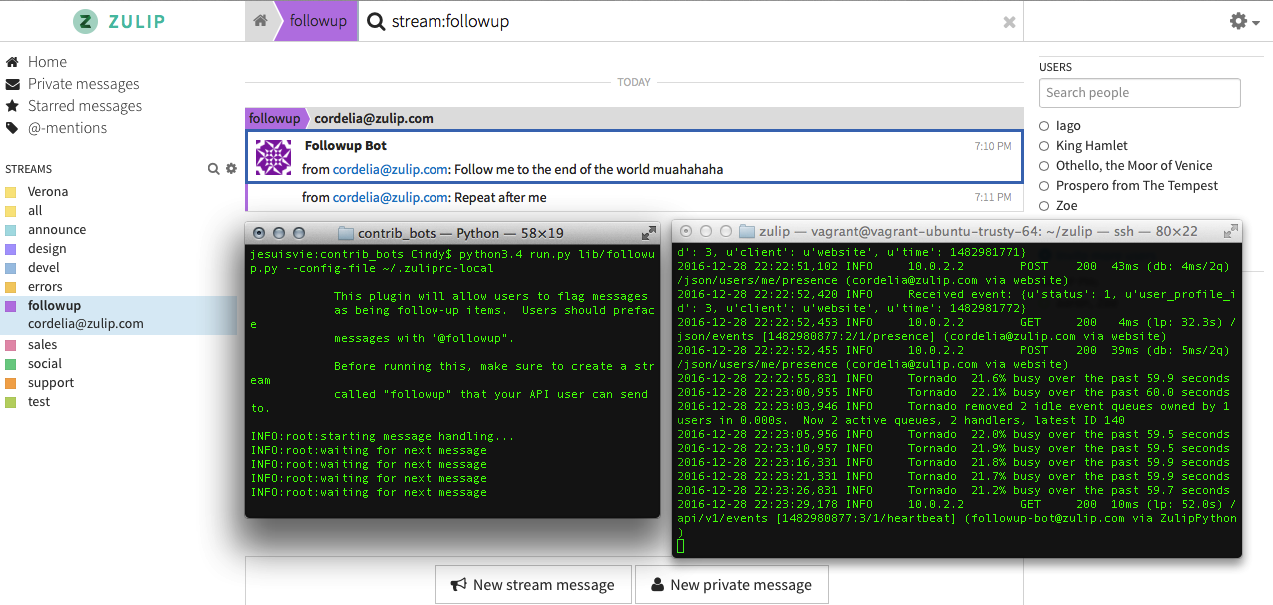 ZULIP
followup
stream:followup
Home
Private messages
Starred messages
@-mentions
STREAMS
Verona
all
announce
design
devel
errors
followup
cordelia@zulip.com
sales
social
support
test
TODAY
followup cordelia@zulip.com
Followup Bot 7:10 PM
from cordelia@zulip.com: Follow me to the end of the world muahahaha
from cordelia@zulip.com: Repeat after me 7:11 PM
USERS
Search people
Iago
King Hamlet
Othello, the Moor of Venice
Prospero from The Tempest
Zoe
contrib_bots — Python — 58×19
jesuisvie:contrib_bots Cindy$ python3.4 run.py lib/followu
p.py --config-file ~/.zuliprc-local
This plugin will allow users to flag messages
as being follow-up items.  Users should prefac
e
messages with "@followup".
Before running this, make sure to create a str
eam
called "followup" that your API user can send
to.
INFO:root:starting message handling...
INFO:root:waiting for next message
INFO:root:waiting for next message
INFO:root:waiting for next message
INFO:root:waiting for next message
zulip — vagrant@vagrant-ubuntu-trusty-64: ~/zulip — ssh — 80×22
d': 3, u'client': u'website', u'time': 1482981771}
2016-12-28 22:22:51,102 INFO     10.0.2.2        POST    200  43ms (db: 4ms/2q)
/json/users/me/presence (cordelia@zulip.com via website)
2016-12-28 22:22:52,420 INFO     Received event: {u'status': 1, u'user_profile_i
d': 3, u'client': u'website', u'time': 1482981772}
2016-12-28 22:22:52,453 INFO     10.0.2.2        GET     200   4ms (lp: 32.3s) /
json/events [1482980877:2/1/presence] (cordelia@zulip.com via website)
2016-12-28 22:22:52,455 INFO     10.0.2.2        POST    200  39ms (db: 5ms/2q)
/json/users/me/presence (cordelia@zulip.com via website)
2016-12-28 22:22:55,831 INFO     Tornado  21.6% busy over the past 59.9 seconds
2016-12-28 22:23:00,955 INFO     Tornado  22.1% busy over the past 60.0 seconds
2016-12-28 22:23:03,946 INFO     Tornado removed 2 idle event queues owned by 1
users in 0.000s.  Now 2 active queues, 2 handlers, latest ID 140
2016-12-28 22:23:05,956 INFO     Tornado  22.0% busy over the past 59.5 seconds
2016-12-28 22:23:10,957 INFO     Tornado  21.9% busy over the past 59.5 seconds
2016-12-28 22:23:16,331 INFO     Tornado  21.8% busy over the past 59.9 seconds
2016-12-28 22:23:21,331 INFO     Tornado  21.7% busy over the past 59.9 seconds
2016-12-28 22:23:26,831 INFO     Tornado  21.2% busy over the past 59.7 seconds
2016-12-28 22:23:29,178 INFO     10.0.2.2        GET     200  10ms (lp: 52.0s) /
api/v1/events [1482980877:3/1/heartbeat] (followup-bot@zulip.com via ZulipPython
)
New stream message
New private message